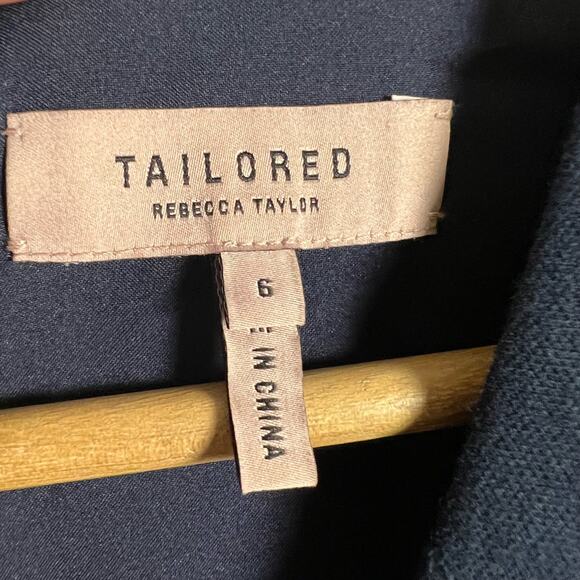 TAILORED
REBECCA TAYLOR
6
IN CHINA